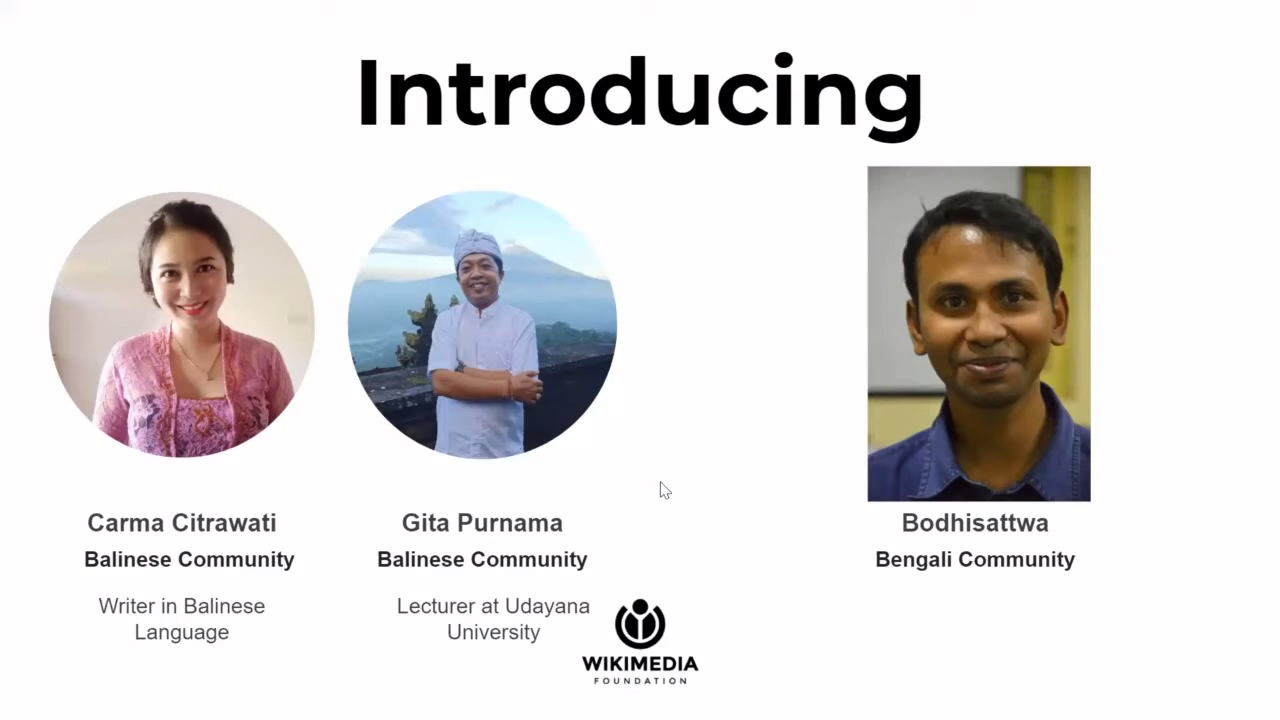 Introducing
Carma Citrawati
Balinese Community
Writer in Balinese
Language
Gita Purnama
Balinese Community
Lecturer at Udayana
University
Bodhisattwa
Bengali Community
WIKIMEDIA
FOUNDATION